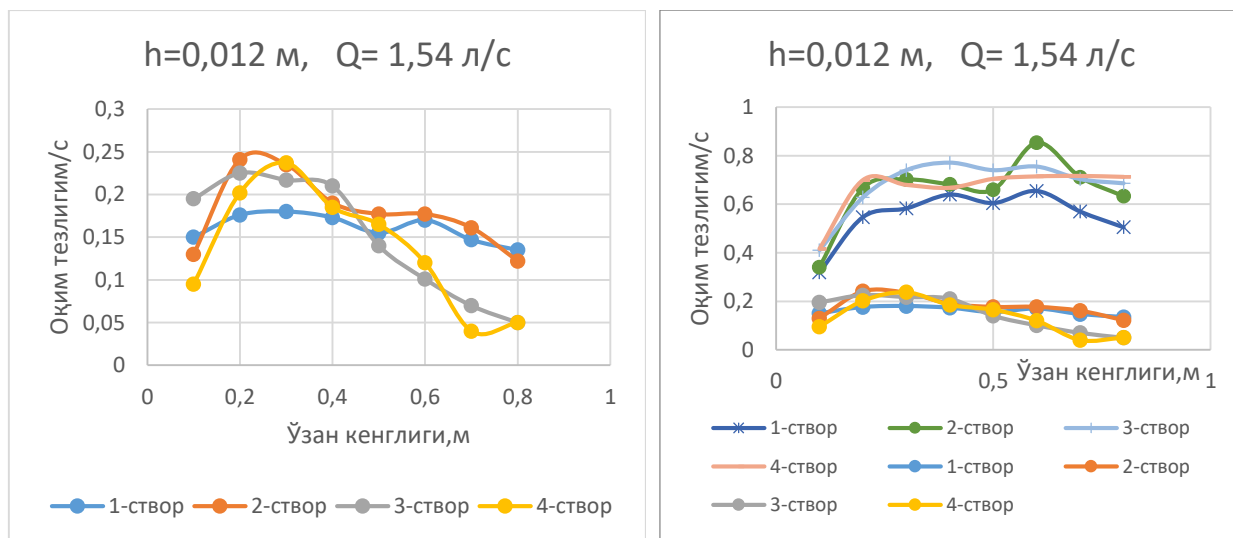 h=0,012 м, Q= 1,54 л/с
Оқим тезлигим/с
0,3
0,25
0,2
0,15
0,1
0,05
0
0 0,2 0,4 0,6 0,8 1
Ўзан кенглиги,м
1-створ 2-створ 3-створ 4-створ
h=0,012 м, Q= 1,54 л/с
Оқим тезлигим/с
1
0,8
0,6
0,4
0,2
0
0 0,5 1
Ўзан кенглиги,м
1-створ 2-створ 3-створ
4-створ 1-створ 2-створ
3-створ 4-створ